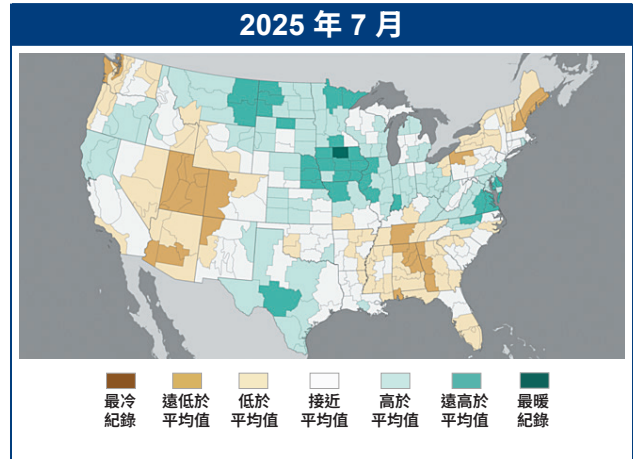 2025 年 7 月
最冷
紀錄
遠低於
平均值
低於
平均值
接近
平均值
高於
平均值
遠高於
平均值
最暖
紀錄